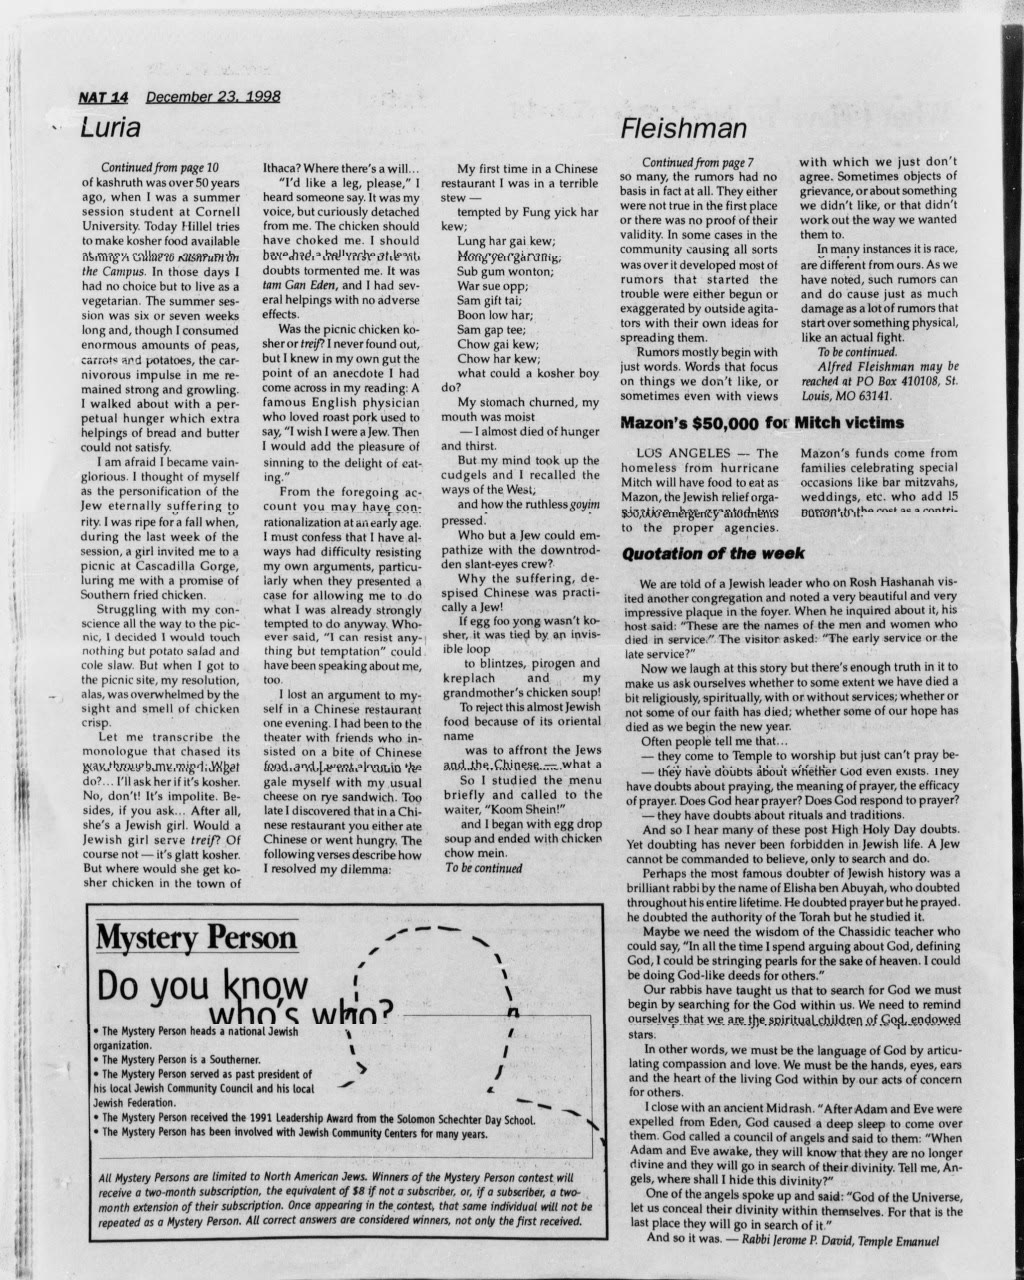 NAT 14 December 23, 1998
Luria
Continued from page 10
of kashruth was over 50 years
ago, when I was a summer
session student at Cornell
University. Today Hillel tries
to make kosher food available
the Campus. In those days I
had no choice but to live as a
vegetarian. The summer ses-
sion was six or seven weeks
long and, though I consumed
enormous amounts of peas,
carrots and potatoes, the car-
nivorous impulse in me re-
mained strong and growling.
I walked about with a per-
petual hunger which extra
helpings of bread and butter
could not satisfy.
I am afraid I became vain-
glorious. I thought of myself
as the personification of the
Jew eternally suffering to
rity. I was ripe for a fall when,
during the last week of the
session, a girl invited me to a
picnic at Cascadilla Gorge,
luring me with a promise of
Southern fried chicken.
Struggling with my con-
science all the way to the pic-
nic, I decided I would touch
nothing but potato salad and
cole slaw. But when I got to
the picnic site, my resolution,
alas, was overwhelmed by the
sight and smell of chicken
crisp.
Let me transcribe the
monologue that chased its
do?... I'll ask her if it's kosher.
No, don't! It's impolite. Be-
sides, if you ask... After all,
she's a Jewish girl. Would a
Jewish girl serve treif? Of
course not — it's glatt kosher.
But where would she get ko-
sher chicken in the town of
Ithaca? Where there's a will...
"I'd like a leg, please," I
heard someone say. It was my
voice, but curiously detached
from me. The chicken should
have choked me. I should
doubts tormented me. It was
tam Gan Eden, and I had sev-
eral helpings with no adverse
effects.
Was the picnic chicken ko-
sher or treif? I never found out,
but I knew in my own gut the
point of an anecdote I had
come across in my reading: A
famous English physician
who loved roast pork used to
say, "I wish I were a Jew. Then
I would add the pleasure of
sinning to the delight of eat-
ing."
From the foregoing ac-
count you may have con-
rationalization at an early age.
I must confess that I have al-
ways had difficulty resisting
my own arguments, particu-
larly when they presented a
case for allowing me to do
what I was already strongly
tempted to do anyway. Who-
ever said, "I can resist any-
thing but temptation" could
have been speaking about me,
too.
I lost an argument to my-
self in a Chinese restaurant
one evening. I had been to the
theater with friends who in-
sisted on a bite of Chinese
food, and I went along in the
gale myself with my usual
cheese on rye sandwich. Too
late I discovered that in a Chi-
nese restaurant you either ate
Chinese or went hungry. The
following verses describe how
I resolved my dilemma:
My first time in a Chinese
restaurant I was in a terrible
stew —
tempted by Fung yick har
kew;
Lung har gai kew;
Sub gum wonton;
War sue opp;
Sam gift tai;
Boon low har;
Sam gap tee;
Chow gai kew;
Chow har kew;
what could a kosher boy
do?
My stomach churned, my
mouth was moist
— I almost died of hunger
and thirst.
But my mind took up the
cudgels and I recalled the
ways of the West;
and how the ruthless goyim
pressed.
Who but a Jew could em-
pathize with the downtrod-
den slant-eyes crew?
Why the suffering, de-
spised Chinese was practi-
cally a Jew!
If egg foo yong wasn't ko-
sher, it was tied by an invis-
ible loop
to blintzes, pirogen and
kreplach and my
grandmother's chicken soup!
To reject this almost Jewish
food because of its oriental
name
was to affront the Jews
and the Chinese — what a
So I studied the menu
briefly and called to the
waiter, "Koom Shein!"
and I began with egg drop
soup and ended with chicken
chow mein.
To be continued
Fleishman
Continued from page 7
so many, the rumors had no
basis in fact at all. They either
were not true in the first place
or there was no proof of their
validity. In some cases in the
community causing all sorts
was over it developed most of
rumors that started the
trouble were either begun or
exaggerated by outside agita-
tors with their own ideas for
spreading them.
Rumors mostly begin with
just words. Words that focus
on things we don't like, or
sometimes even with views
with which we just don't
agree. Sometimes objects of
grievance, or about something
we didn't like, or that didn't
work out the way we wanted
them to.
In many instances it is race,
are different from ours. As we
have noted, such rumors can
and do cause just as much
damage as a lot of rumors that
start over something physical,
like an actual fight.
To be continued.
Alfred Fleishman may be
reached at PO Box 410108, St.
Louis, MO 63141.
Mazon's $50,000 for Mitch victims
LOS ANGELES — The
homeless from hurricane
Mitch will have food to eat as
Mazon, the Jewish relief orga-
to the proper agencies.
Mazon's funds come from
families celebrating special
occasions like bar mitzvahs,
weddings, etc. who add 15
Quotation of the week
We are told of a Jewish leader who on Rosh Hashanah vis-
ited another congregation and noted a very beautiful and very
impressive plaque in the foyer. When he inquired about it, his
host said: "These are the names of the men and women who
died in service." The visitor asked: "The early service or the
late service?"
Now we laugh at this story but there's enough truth in it to
make us ask ourselves whether to some extent we have died a
bit religiously, spiritually, with or without services; whether or
not some of our faith has died; whether some of our hope has
died as we begin the new year.
Often people tell me that...
— they come to Temple to worship but just can't pray be-
— they have doubts about whether God even exists. They
have doubts about praying, the meaning of prayer, the efficacy
of prayer. Does God hear prayer? Does God respond to prayer?
— they have doubts about rituals and traditions.
And so I hear many of these post High Holy Day doubts.
Yet doubting has never been forbidden in Jewish life. A Jew
cannot be commanded to believe, only to search and do.
Perhaps the most famous doubter of Jewish history was a
brilliant rabbi by the name of Elisha ben Abuyah, who doubted
throughout his entire lifetime. He doubted prayer but he prayed.
he doubted the authority of the Torah but he studied it.
Maybe we need the wisdom of the Chassidic teacher who
could say, "In all the time I spend arguing about God, defining
God, I could be stringing pearls for the sake of heaven. I could
be doing God-like deeds for others."
Our rabbis have taught us that to search for God we must
begin by searching for the God within us. We need to remind
ourselves that we are the spiritual children of God, endowed
stars.
In other words, we must be the language of God by articu-
lating compassion and love. We must be the hands, eyes, ears
and the heart of the living God within by our acts of concern
for others.
I close with an ancient Midrash. "After Adam and Eve were
expelled from Eden, God caused a deep sleep to come over
them. God called a council of angels and said to them: "When
Adam and Eve awake, they will know that they are no longer
divine and they will go in search of their divinity. Tell me, An-
gels, where shall I hide this divinity?"
One of the angels spoke up and said: "God of the Universe,
let us conceal their divinity within themselves. For that is the
last place they will go in search of it."
And so it was. — Rabbi Jerome P. David, Temple Emanuel
Mystery Person
Do you know
who's who?
• The Mystery Person heads a national Jewish
organization.
• The Mystery Person is a Southerner.
• The Mystery Person served as past president of
his local Jewish Community Council and his local
Jewish Federation.
• The Mystery Person received the 1991 Leadership Award from the Solomon Schechter Day School.
• The Mystery Person has been involved with Jewish Community Centers for many years.
All Mystery Persons are limited to North American Jews. Winners of the Mystery Person contest will
receive a two-month subscription, the equivalent of $8 if not a subscriber, or, if a subscriber, a two-
month extension of their subscription. Once appearing in the contest, that same individual will not be
repeated as a Mystery Person. All correct answers are considered winners, not only the first received.